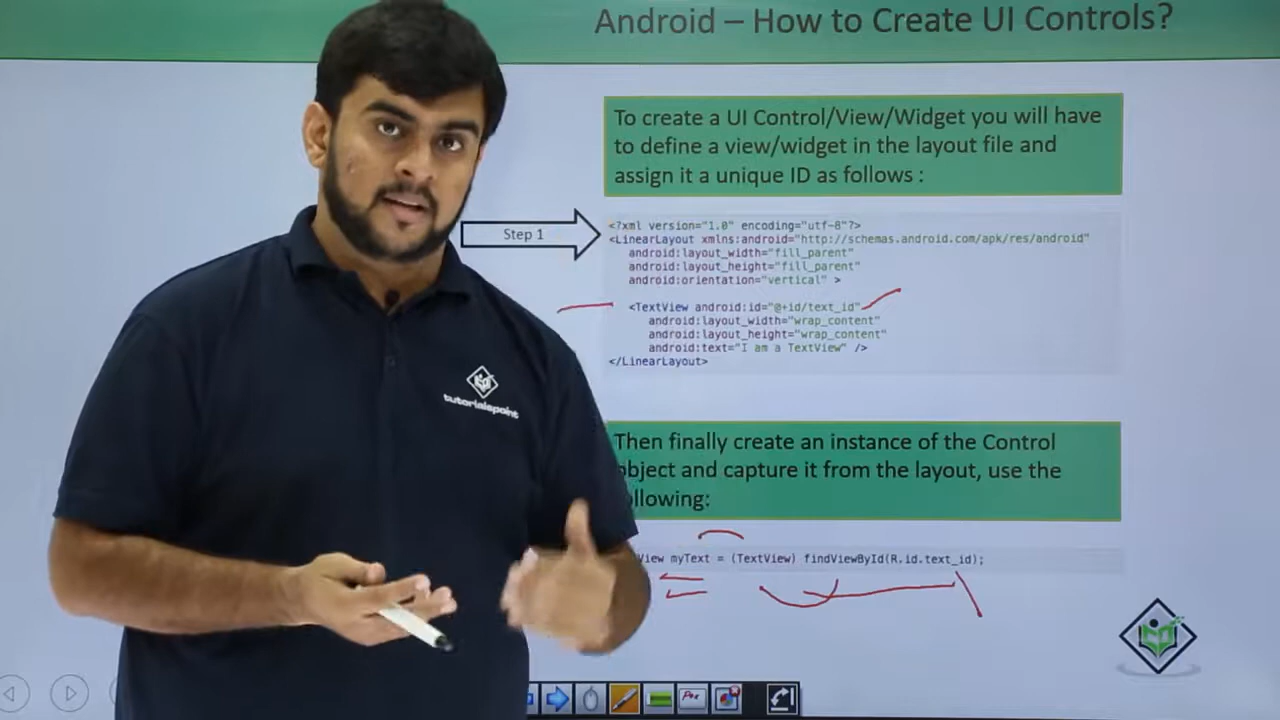 Android – How to Create UI Controls?
To create a UI Control/View/Widget you will have
to define a view/widget in the layout file and
assign it a unique ID as follows :
Step 1
<?xml version="1.0" encoding="utf-8"?>
<LinearLayout xmlns:android="http://schemas.android.com/apk/res/android"
android:layout_width="fill_parent"
android:layout_height="fill_parent"
android:orientation="vertical" >
<TextView android:id="@+id/text_id"
android:layout_width="wrap_content"
android:layout_height="wrap_content"
android:text="I am a TextView" />
</LinearLayout>
tutorialspoint
Then finally create an instance of the Control
object and capture it from the layout, use the
ollowing:
View myText = (TextView) findViewById(R.id.text_id);